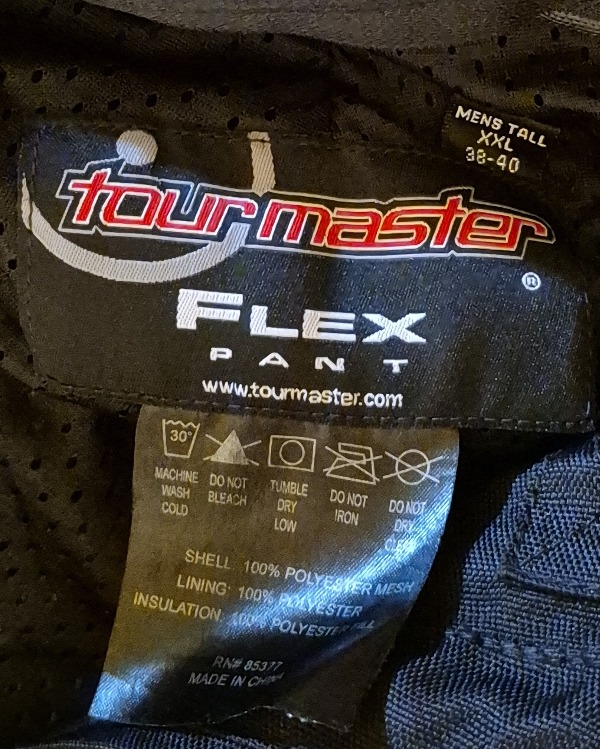 MENS TALL
XXL
38-40
tour master
®
FLEX
PANT
www.tourmaster.com
30°
MACHINE WASH COLD
DO NOT BLEACH
TUMBLE DRY LOW
DO NOT IRON
DO NOT DRY CLEAN
SHELL 100% POLYESTER MESH
LINING 100% POLYESTER
INSULATION 100% POLYESTER FILL
RN# 85377
MADE IN CHINA